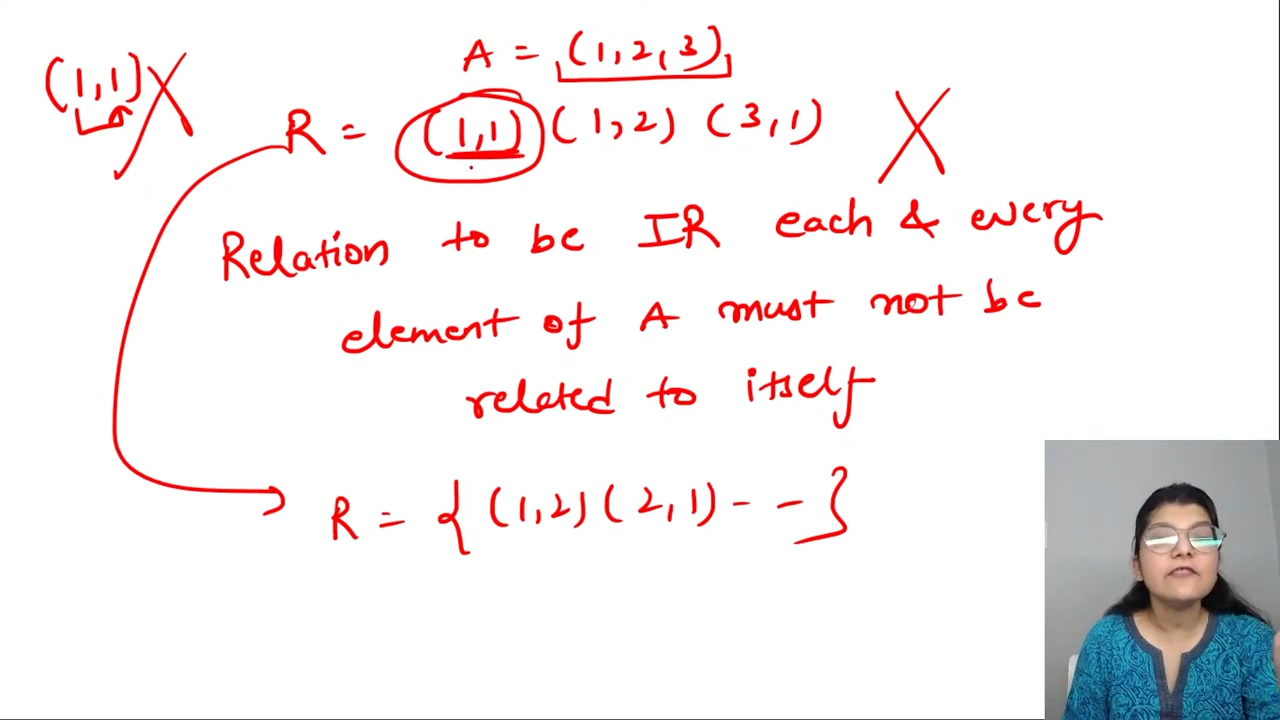 A = (1,2,3)
(1,1)
R = (1,1) (1,2) (3,1)
Relation to be IR each & every
element of A must not be
related to itself
R = { (1,2) (2,1) - - }